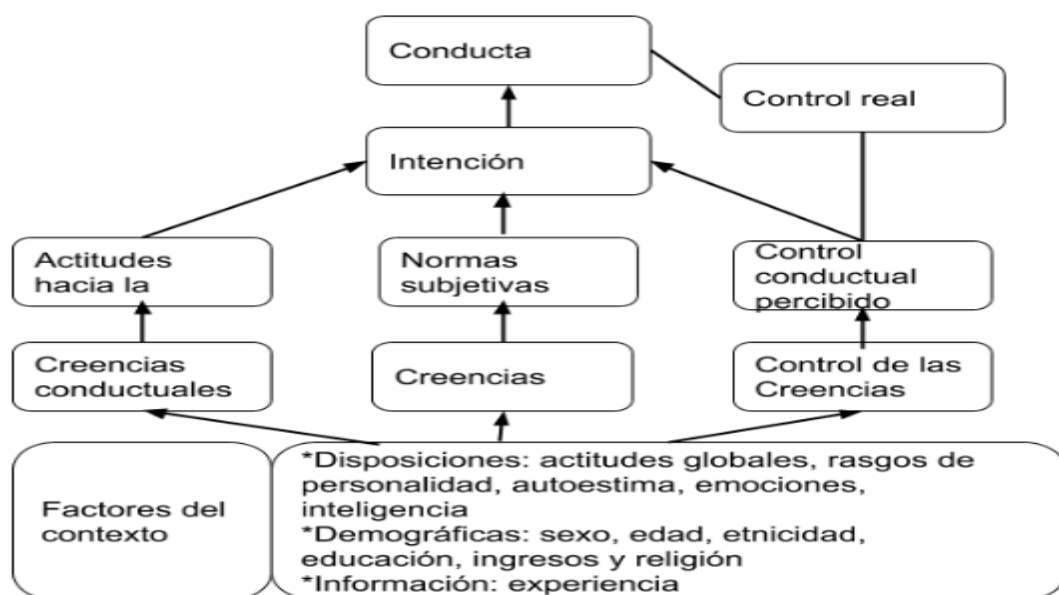 Conducta
Control real
Intención
Actitudes
hacia la
Normas
subjetivas
Control
conductual
percibido
Creencias
conductuales
Creencias
Control de las
Creencias
Factores del
contexto
*Disposiciones: actitudes globales, rasgos de
personalidad, autoestima, emociones,
inteligencia
*Demográficas: sexo, edad, etnicidad,
educación, ingresos y religión
*Información: experiencia